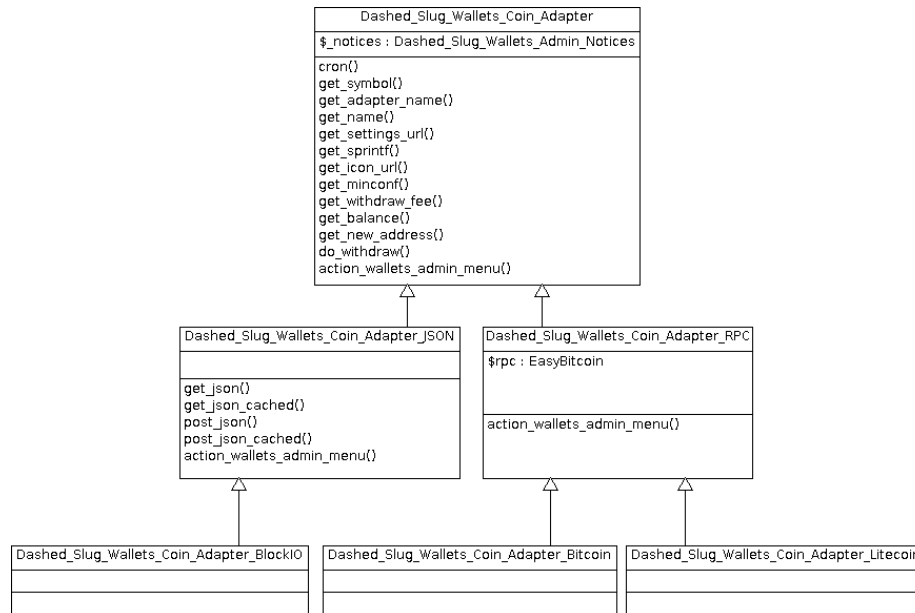 Dashed_Slug_Wallets_Coin_Adapter
$_notices : Dashed_Slug_Wallets_Admin_Notices
cron()
get_symbol()
get_adapter_name()
get_name()
get_settings_url()
get_sprintf()
get_icon_url()
get_minconf()
get_withdraw_fee()
get_balance()
get_new_address()
do_withdraw()
action_wallets_admin_menu()
Dashed_Slug_Wallets_Coin_Adapter_JSON
get_json()
get_json_cached()
post_json()
post_json_cached()
action_wallets_admin_menu()
Dashed_Slug_Wallets_Coin_Adapter_RPC
$rpc : EasyBitcoin
action_wallets_admin_menu()
Dashed_Slug_Wallets_Coin_Adapter_BlockIO
Dashed_Slug_Wallets_Coin_Adapter_Bitcoin
Dashed_Slug_Wallets_Coin_Adapter_Litecoin